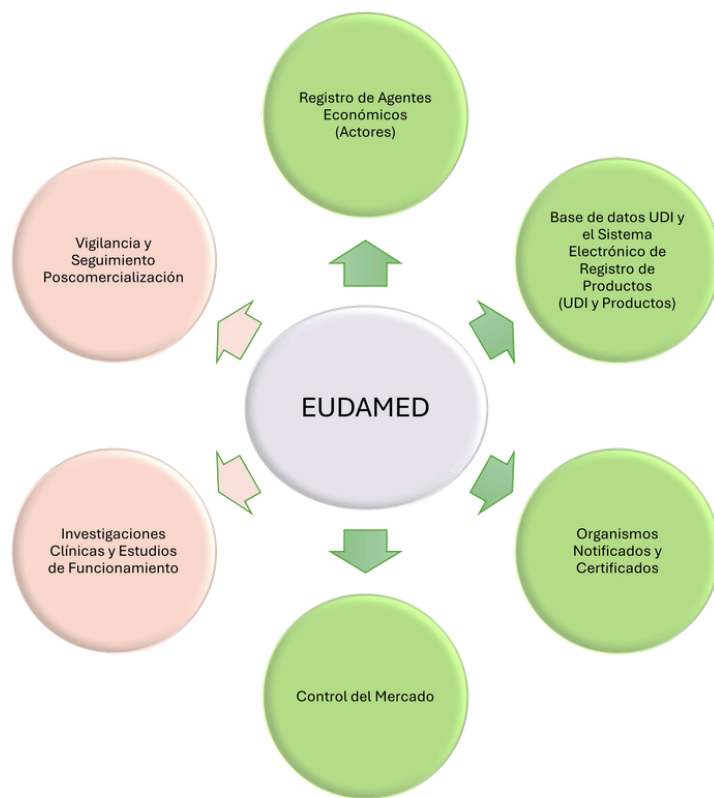 Registro de Agentes
Económicos
(Actores)
Vigilancia y
Seguimiento
Poscomercialización
Base de datos UDI y
el Sistema
Electrónico de
Registro de
Productos
(UDI y Productos)
EUDAMED
Investigaciones
Clínicas y Estudios
de Funcionamiento
Organismos
Notificados y
Certificados
Control del Mercado